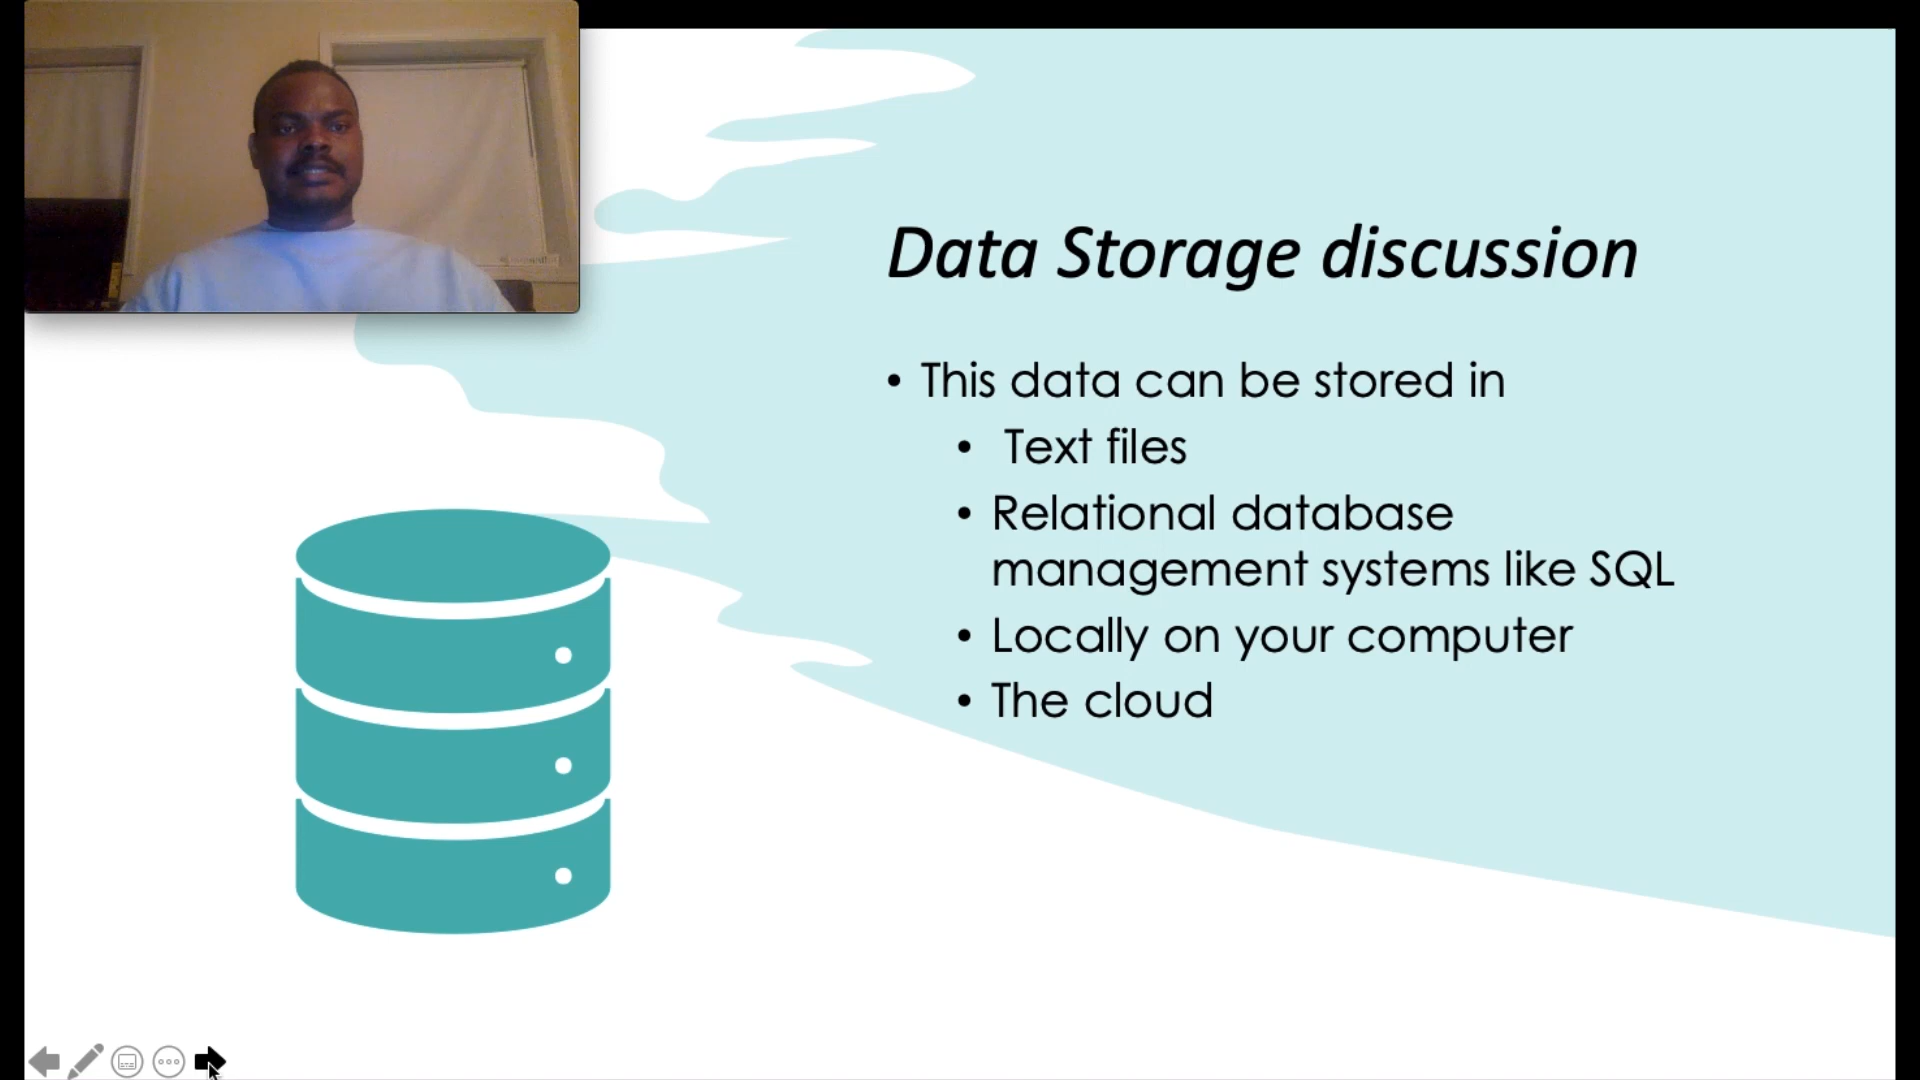 Data Storage discussion
• This data can be stored in
• Text files
• Relational database
management systems like SQL
• Locally on your computer
• The cloud